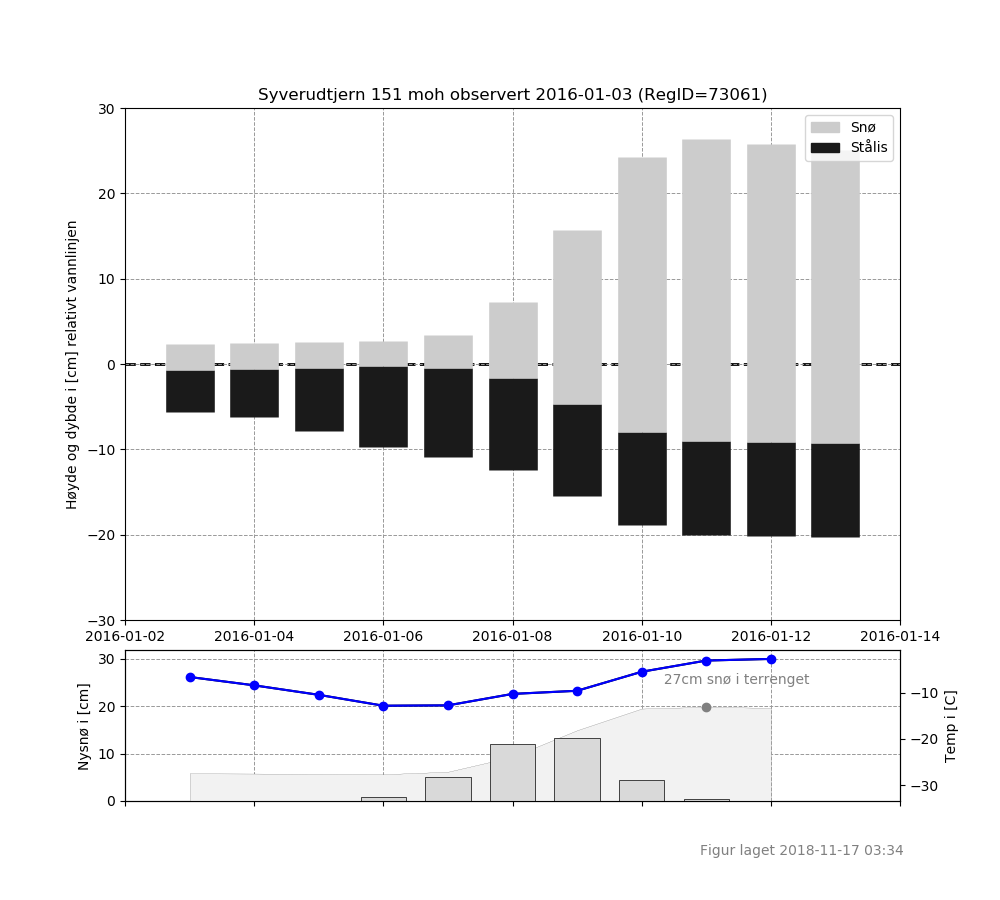 Syverudtjern 151 moh observert 2016-01-03 (RegID=73061)
Høyde og dybde i [cm] relativt vannlinjen
30
20
10
0
−10
−20
−30
Snø
Stålis
2016-01-02
2016-01-04
2016-01-06
2016-01-08
2016-01-10
2016-01-12
2016-01-14
Nysnø i [cm]
30
20
10
0
27cm snø i terrenget
−10
−20
−30
Temp i [C]
Figur laget 2018-11-17 03:34